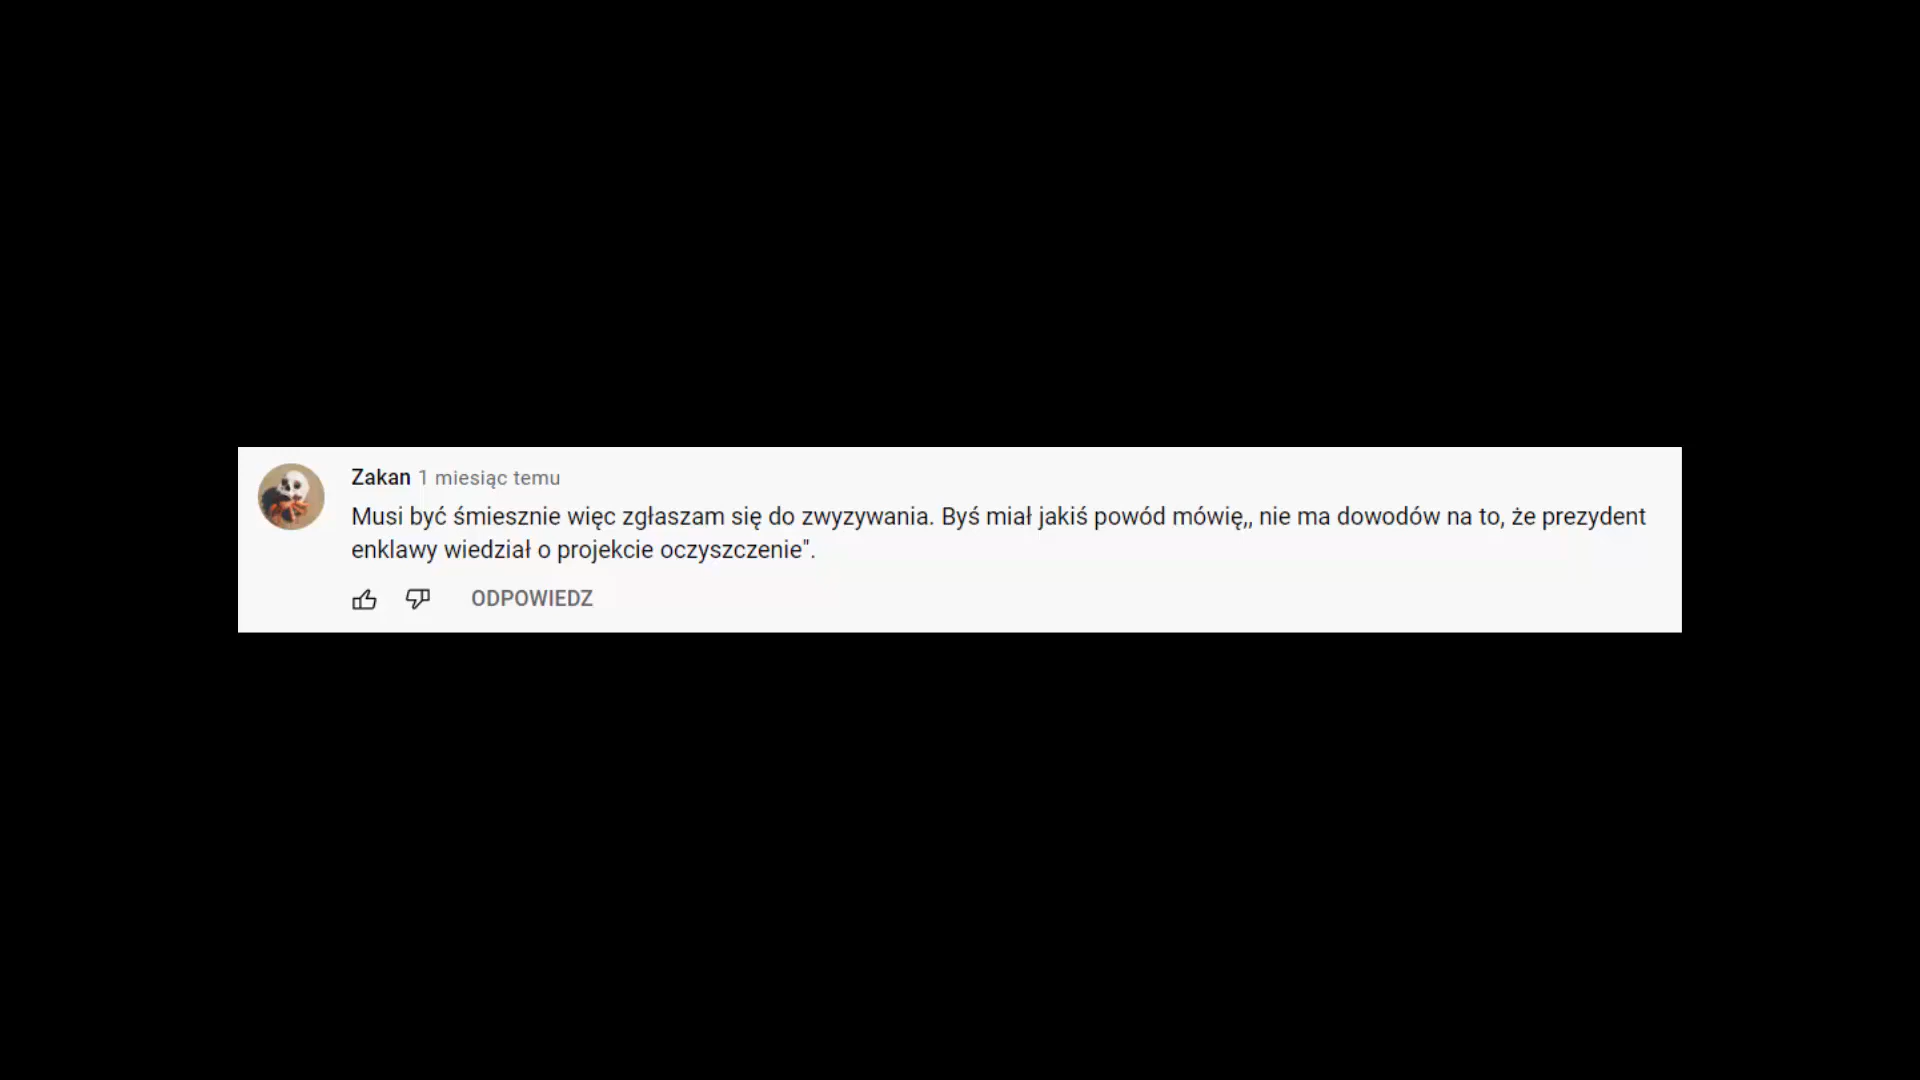 Zakan 1 miesiąc temu
Musi być śmiesznie więc zgłaszam się do zwyzywania. Byś miał jakiś powód mówię,, nie ma dowodów na to, że prezydent
enklawy wiedział o projekcie oczyszczenie".
ODPOWIEDZ